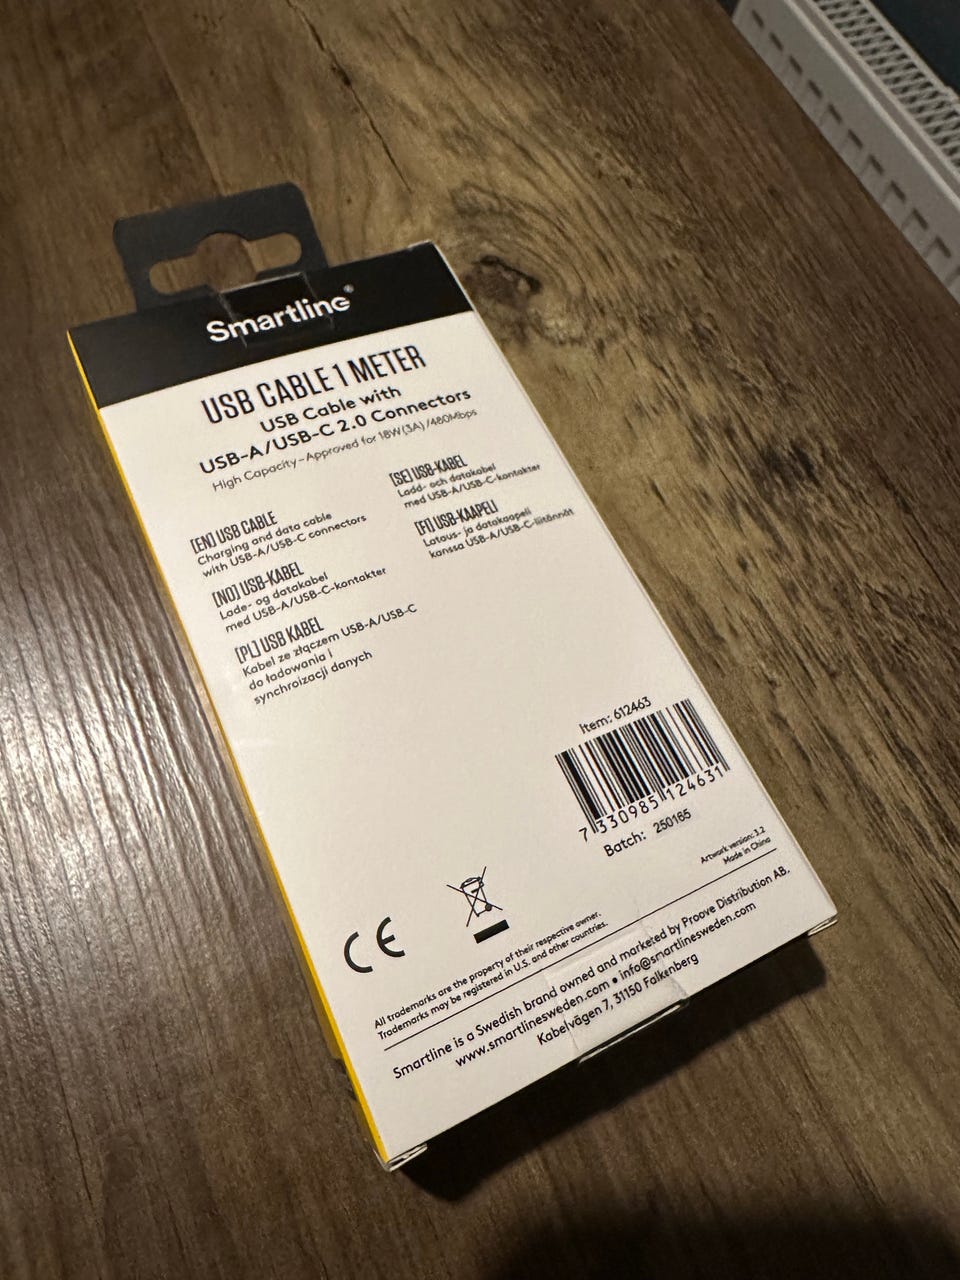 Smartline®
USB CABLE 1 METER
USB Cable with
USB-A/USB-C 2.0 Connectors
High Capacity – Approved for 18W(3A)/480Mbps
[EN] USB CABLE
Charging and data cable
with USB-A/USB-C connectors
[NO] USB-KABEL
Lade- og datakabel
med USB-A/USB-C-kontakter
[PL] USB KABEL
Kabel ze złączem USB-A/USB-C
do ładowania i
synchroizacji danych
[SE] USB-KABEL
Ladd- och datakabel
med USB-A/USB-C-kontakter
[FI] USB-KAAPELI
Lataus- ja datakaapeli
kanssa USB-A/USB-C-liitännät
Item: 612463
7 330985 124631
Batch: 250165
Artwork version: 3.2
Made in China
CE
All trademarks are the property of their respective owner.
Trademarks may be registered in U.S. and other countries.
Smartline is a Swedish brand owned and marketed by Proove Distribution AB.
www.smartlinesweden.com • info@smartlinesweden.com
Kabelvägen 7, 31150 Falkenberg